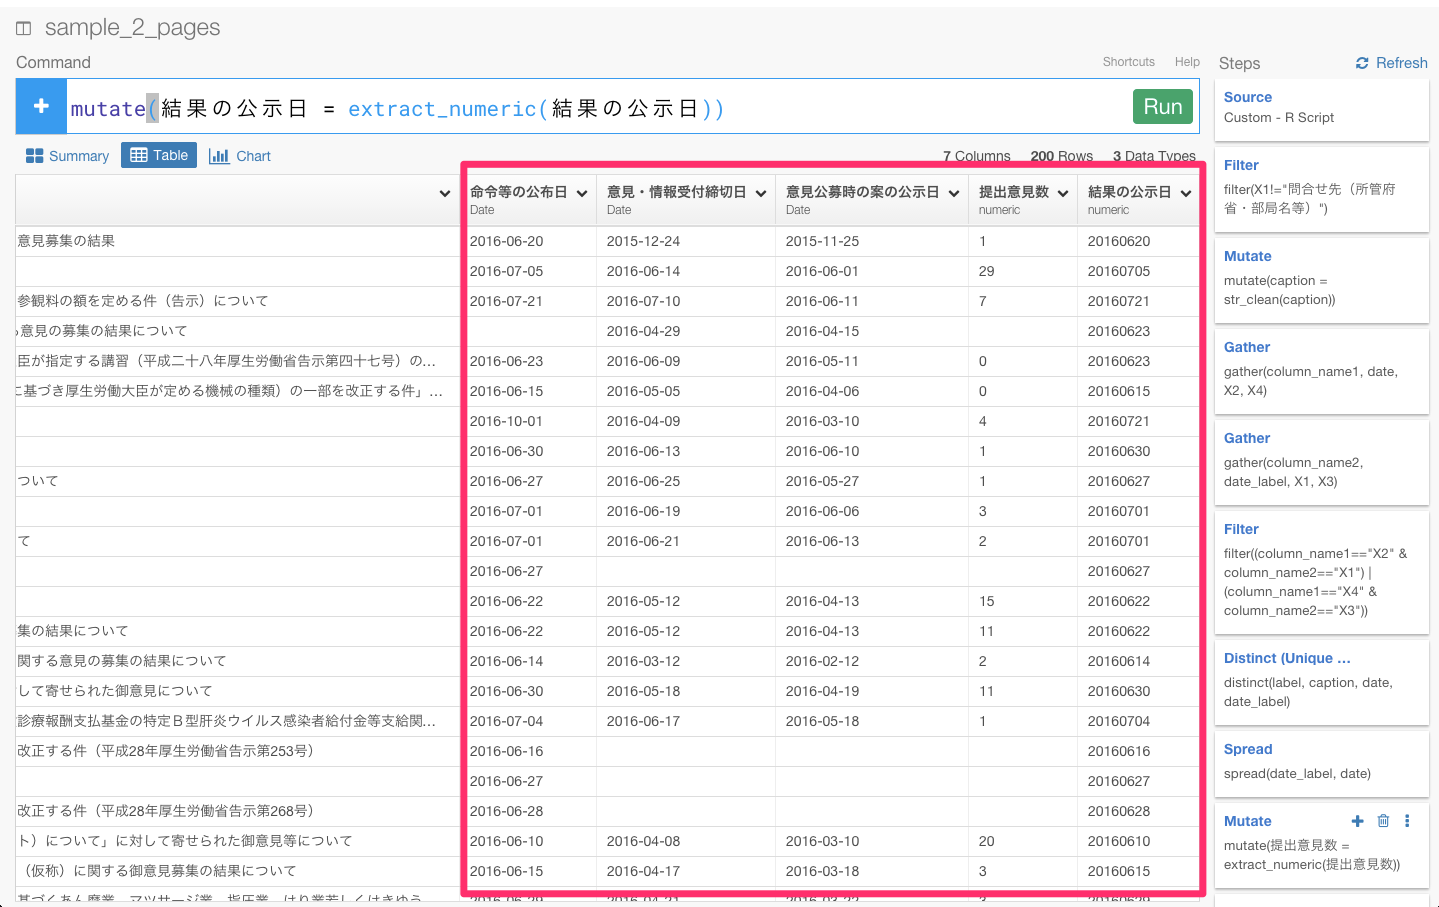 sample_2_pages
Command
Shortcuts Help
mutate(結果の公示日 = extract_numeric(結果の公示日))
Run
Summary Table Chart
7 Columns 200 Rows 3 Data Types
命令等の公布日 意見・情報受付締切日 意見公募時の案の公示日 提出意見数 結果の公示日
Date Date Date numeric numeric
意見募集の結果 2016-06-20 2015-12-24 2015-11-25 1 20160620
2016-07-05 2016-06-14 2016-06-01 29 20160705
参観料の額を定める件（告示）について 2016-07-21 2016-07-10 2016-06-11 7 20160721
意見の募集の結果について 2016-04-29 2016-04-15 20160623
臣が指定する講習（平成二十八年厚生労働省告示第四十七号）の… 2016-06-23 2016-06-09 2016-05-11 0 20160623
に基づき厚生労働大臣が定める機械の種類）の一部を改正する件」… 2016-06-15 2016-05-05 2016-04-06 0 20160615
2016-10-01 2016-04-09 2016-03-10 4 20160721
2016-06-30 2016-06-13 2016-06-10 1 20160630
ついて 2016-06-27 2016-06-25 2016-05-27 1 20160627
2016-07-01 2016-06-19 2016-06-06 3 20160701
て 2016-07-01 2016-06-21 2016-06-13 2 20160701
2016-06-27 20160627
2016-06-22 2016-05-12 2016-04-13 15 20160622
集の結果について 2016-06-22 2016-05-12 2016-04-13 11 20160622
関する意見の募集の結果について 2016-06-14 2016-03-12 2016-02-12 2 20160614
して寄せられた御意見について 2016-06-30 2016-05-18 2016-04-19 11 20160630
診療報酬支払基金の特定Ｂ型肝炎ウイルス感染者給付金等支給関… 2016-07-04 2016-06-17 2016-05-18 1 20160704
改正する件（平成28年厚生労働省告示第253号） 2016-06-16 20160616
2016-06-27 20160627
改正する件（平成28年厚生労働省告示第268号） 2016-06-28 20160628
ト）について」に対して寄せられた御意見等について 2016-06-10 2016-04-08 2016-03-10 20 20160610
（仮称）に関する御意見募集の結果について 2016-06-15 2016-04-17 2016-03-18 3 20160615
Steps Refresh
Source
Custom - R Script
Filter
filter(X1!="問合せ先（所管府
省・部局名等）")
Mutate
mutate(caption =
str_clean(caption))
Gather
gather(column_name1, date,
X2, X4)
Gather
gather(column_name2,
date_label, X1, X3)
Filter
filter((column_name1=="X2" &
column_name2=="X1") |
(column_name1=="X4" &
column_name2=="X3"))
Distinct (Unique ...
distinct(label, caption, date,
date_label)
Spread
spread(date_label, date)
Mutate
mutate(提出意見数 =
extract_numeric(提出意見数))